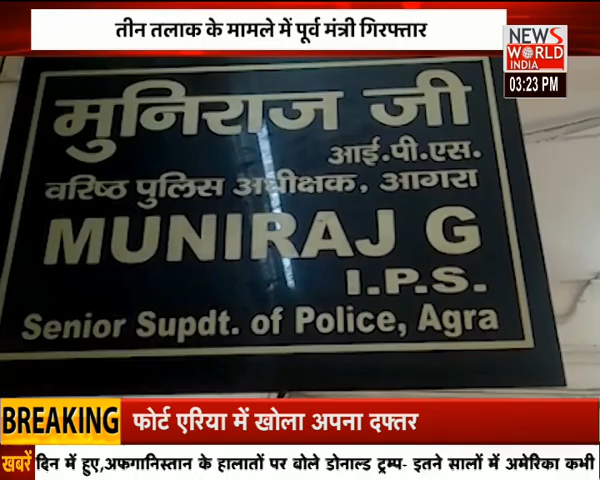 तीन तलाक के मामले में पूर्व मंत्री गिरफ्तार
NEWS
WORLD
INDIA
03:23 PM
मुनिराज जी
आई.पी.एस.
वरिष्ठ पुलिस अधीक्षक, आगरा
MUNIRAJ G
I.P.S.
Senior Supdt. of Police, Agra
BREAKING
फोर्ट एरिया में खोला अपना दफ्तर
खबरें
दिन में हुए,अफगानिस्तान के हालातों पर बोले डोनाल्ड ट्रम्प- इतने सालों में अमेरिका कभी